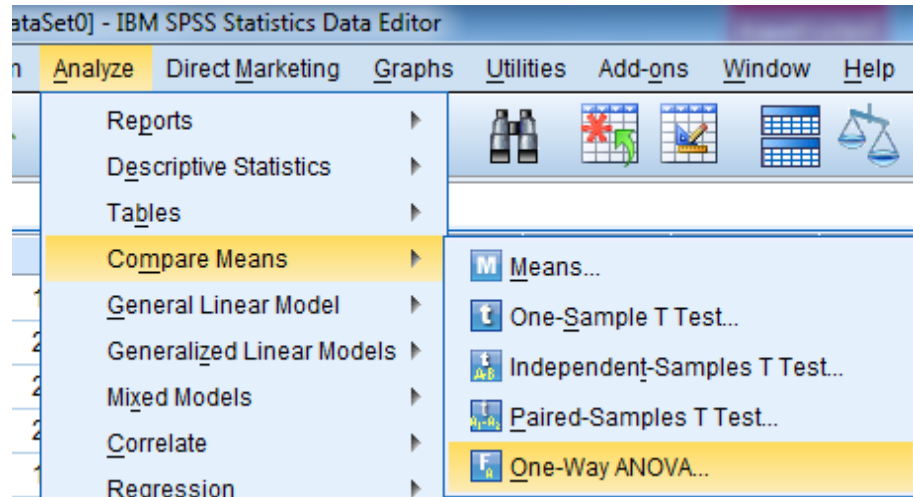 ataSet0] - IBM SPSS Statistics Data Editor
Analyze Direct Marketing Graphs Utilities Add-ons Window Help
Reports
Descriptive Statistics
Tables
Compare Means
General Linear Model
Generalized Linear Models
Mixed Models
Correlate
Regression
M Means...
t One-Sample T Test...
Independent-Samples T Test...
Paired-Samples T Test...
One-Way ANOVA...